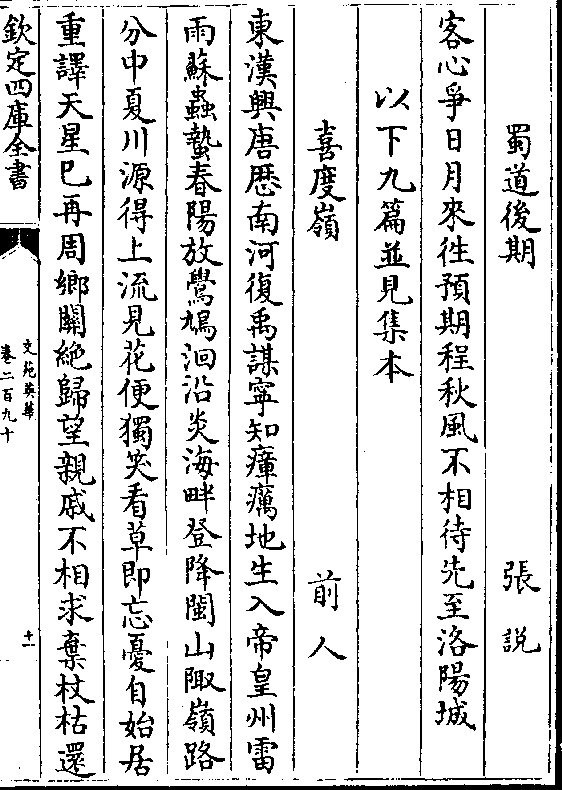 蜀道後期 張説
客心爭日月來徃預期程秋風不相待先至洛陽城
以下九篇並見集本
喜度嶺 前人
東漢興唐歴南河復禹謀寧知瘴癘地生入帝皇州雷
雨蘇蟲蟄春陽放鷽鳩洄沿炎海畔登降閩山陬嶺路
分中夏川源得上流見花便獨笑看草即忘憂自始居
重譯天星巳再周鄉關絶歸望親戚不相求棄杖枯還
欽定四庫全書
文苑英華
卷二百九十
十一